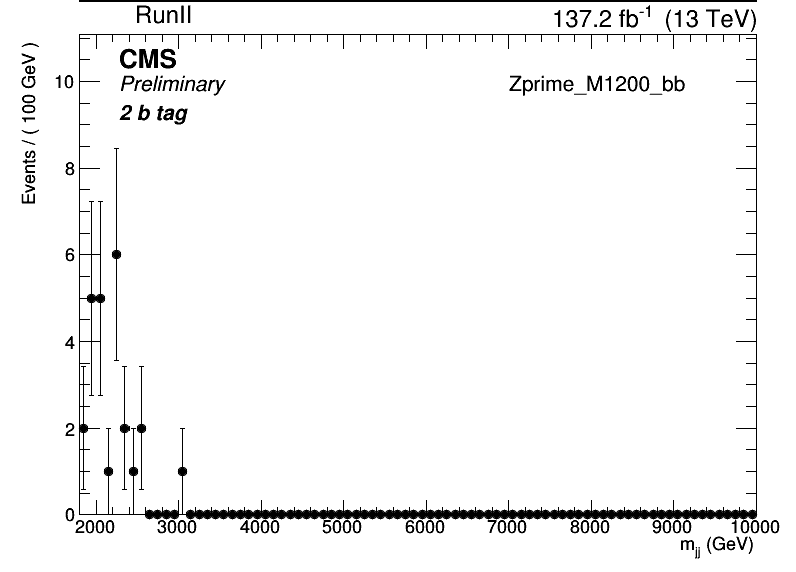 RunII
137.2 fb-1 (13 TeV)
CMS
Preliminary
2 b tag
Zprime_M1200_bb
Events / ( 100 GeV )
10
8
6
4
2
0
2000 3000 4000 5000 6000 7000 8000 9000 10000
mjj (GeV)